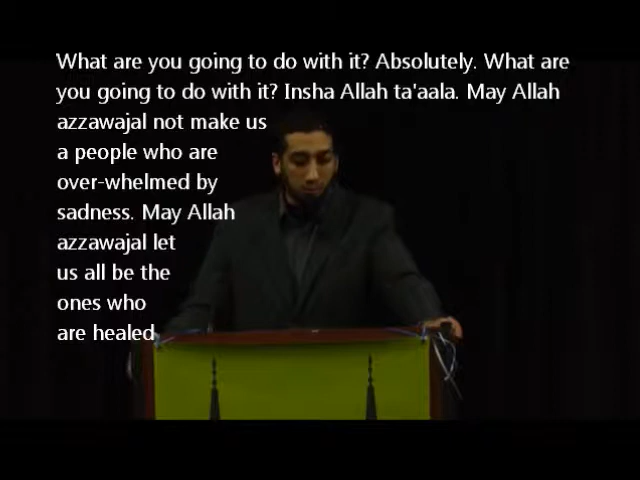 What are you going to do with it? Absolutely. What are
you going to do with it? Insha Allah ta'aala. May Allah
azzawajal not make us
a people who are
over-whelmed by
sadness. May Allah
azzawajal let
us all be the
ones who
are healed